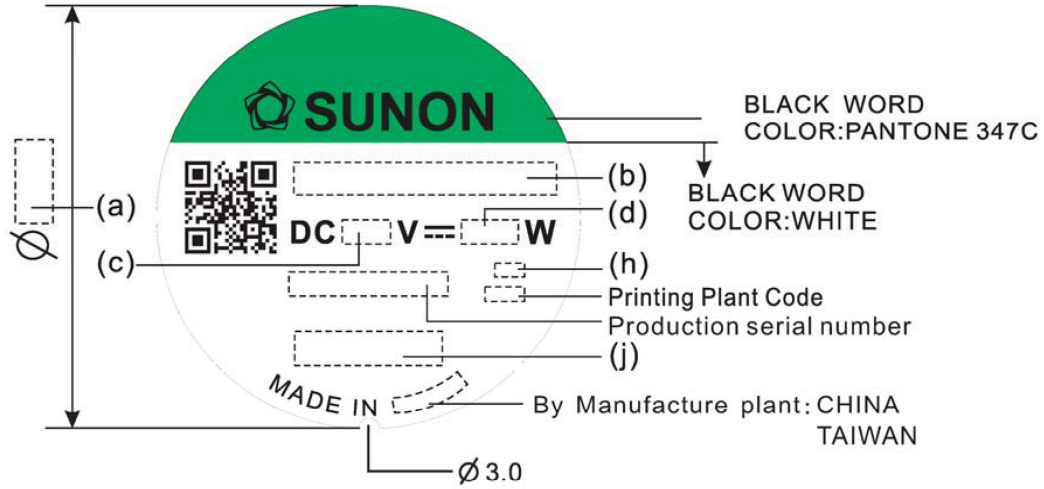 SUNON
BLACK WORD
COLOR:PANTONE 347C
(b)
BLACK WORD
COLOR:WHITE
(a)
(d)
DC V W
(c)
(h)
Printing Plant Code
Production serial number
(j)
MADE IN
By Manufacture plant: CHINA
TAIWAN
Ø
Ø 3.0